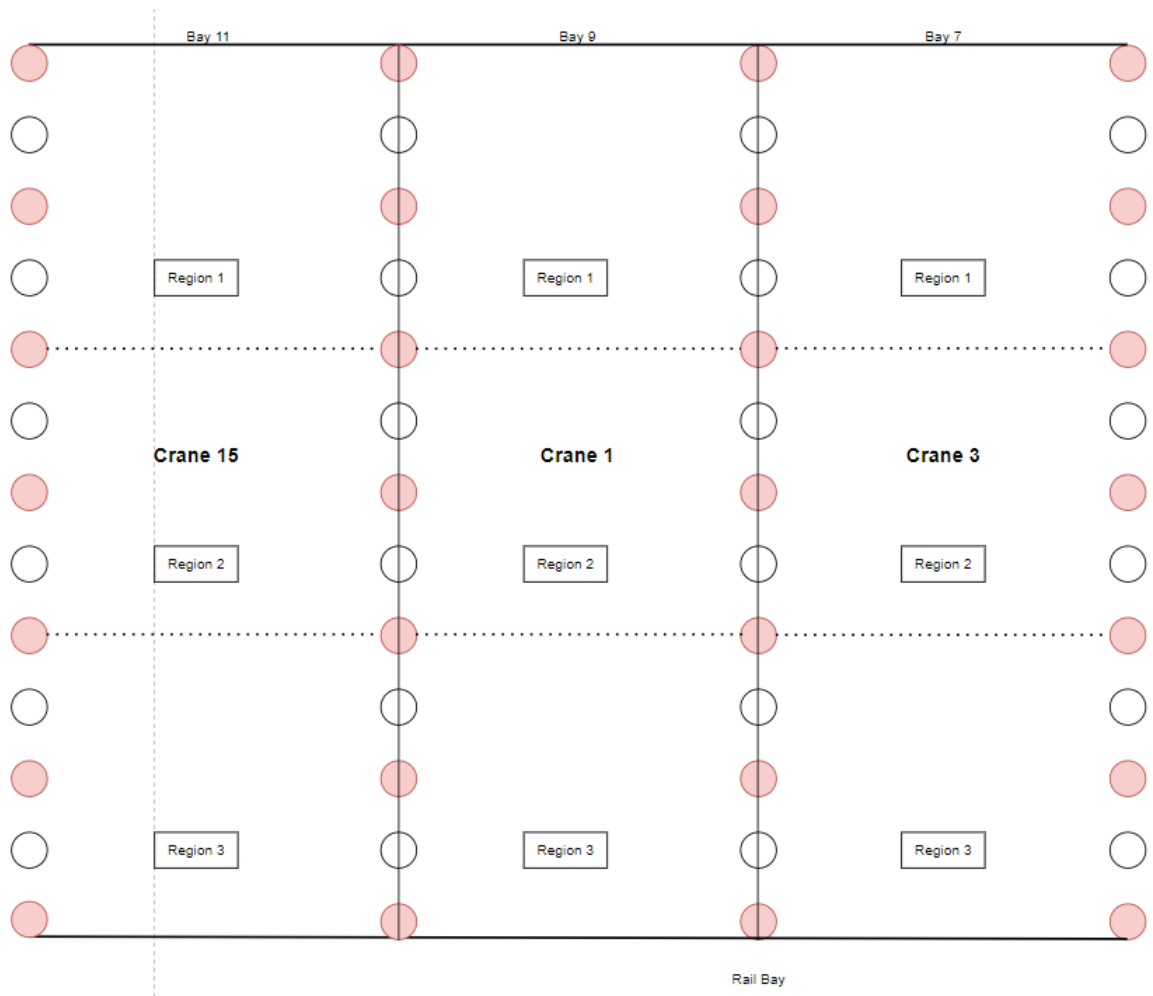 Bay 11
Bay 9
Bay 7
Region 1
Region 1
Region 1
Crane 15
Crane 1
Crane 3
Region 2
Region 2
Region 2
Region 3
Region 3
Region 3
Rail Bay